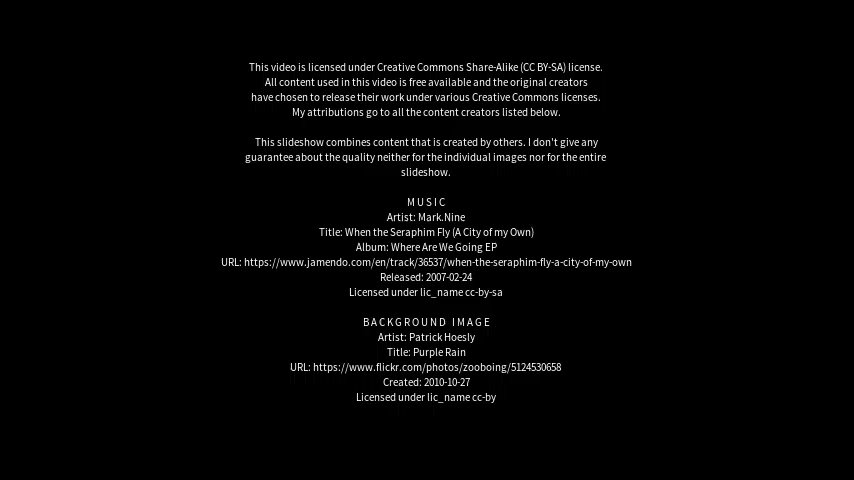 This video is licensed under Creative Commons Share-Alike (CC BY-SA) license.
All content used in this video is free available and the original creators
have chosen to release their work under various Creative Commons licenses.
My attributions go to all the content creators listed below.
This slideshow combines content that is created by others. I don't give any
guarantee about the quality neither for the individual images nor for the entire
slideshow.
MUSIC
Artist: Mark.Nine
Title: When the Seraphim Fly (A City of my Own)
Album: Where Are We Going EP
URL: https://www.jamendo.com/en/track/36537/when-the-seraphim-fly-a-city-of-my-own
Released: 2007-02-24
Licensed under lic_name cc-by-sa
BACKGROUND IMAGE
Artist: Patrick Hoesly
Title: Purple Rain
URL: https://www.flickr.com/photos/zooboing/5124530658
Created: 2010-10-27
Licensed under lic_name cc-by